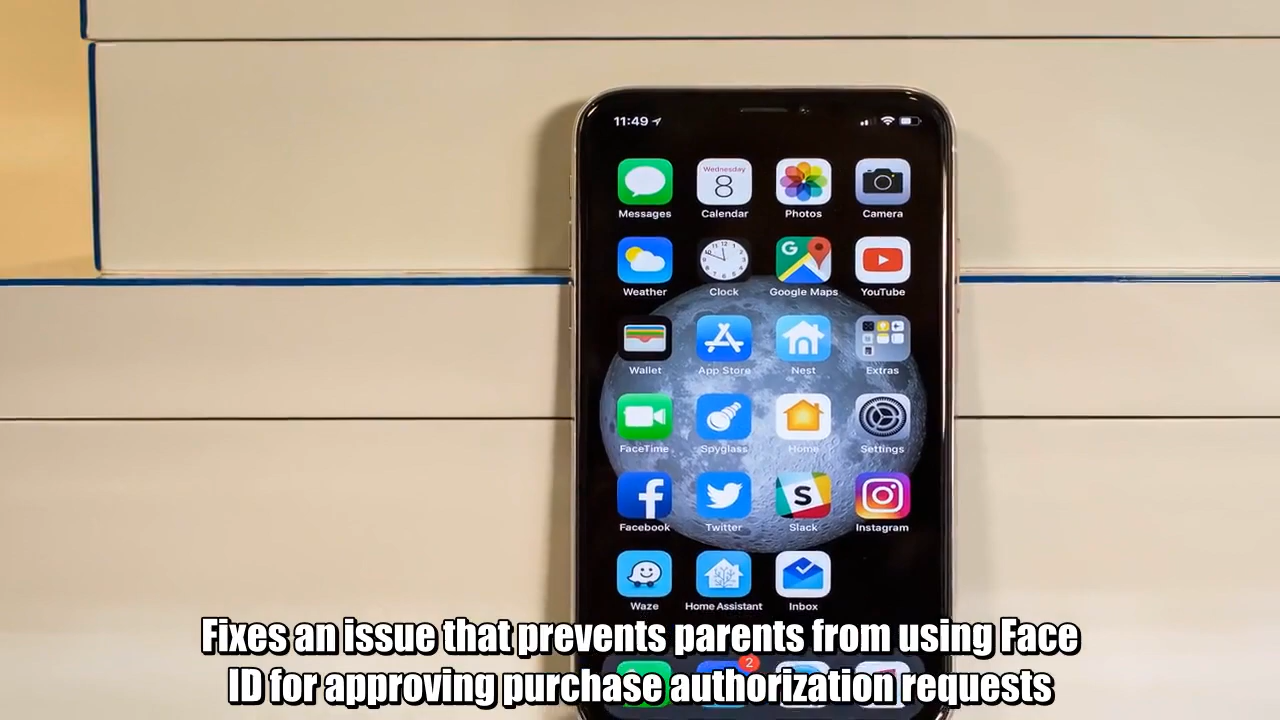 11:49
Wednesday
8
Messages Calendar Photos Camera
12
G
Weather Clock Google Maps YouTube
Wallet App Store Nest Extras
FaceTime Spyglass Home Settings
f S
Facebook Twitter Slack Instagram
Waze Home Assistant Inbox
Fixes an issue that prevents parents from using Face
2
ID for approving purchase authorization requests